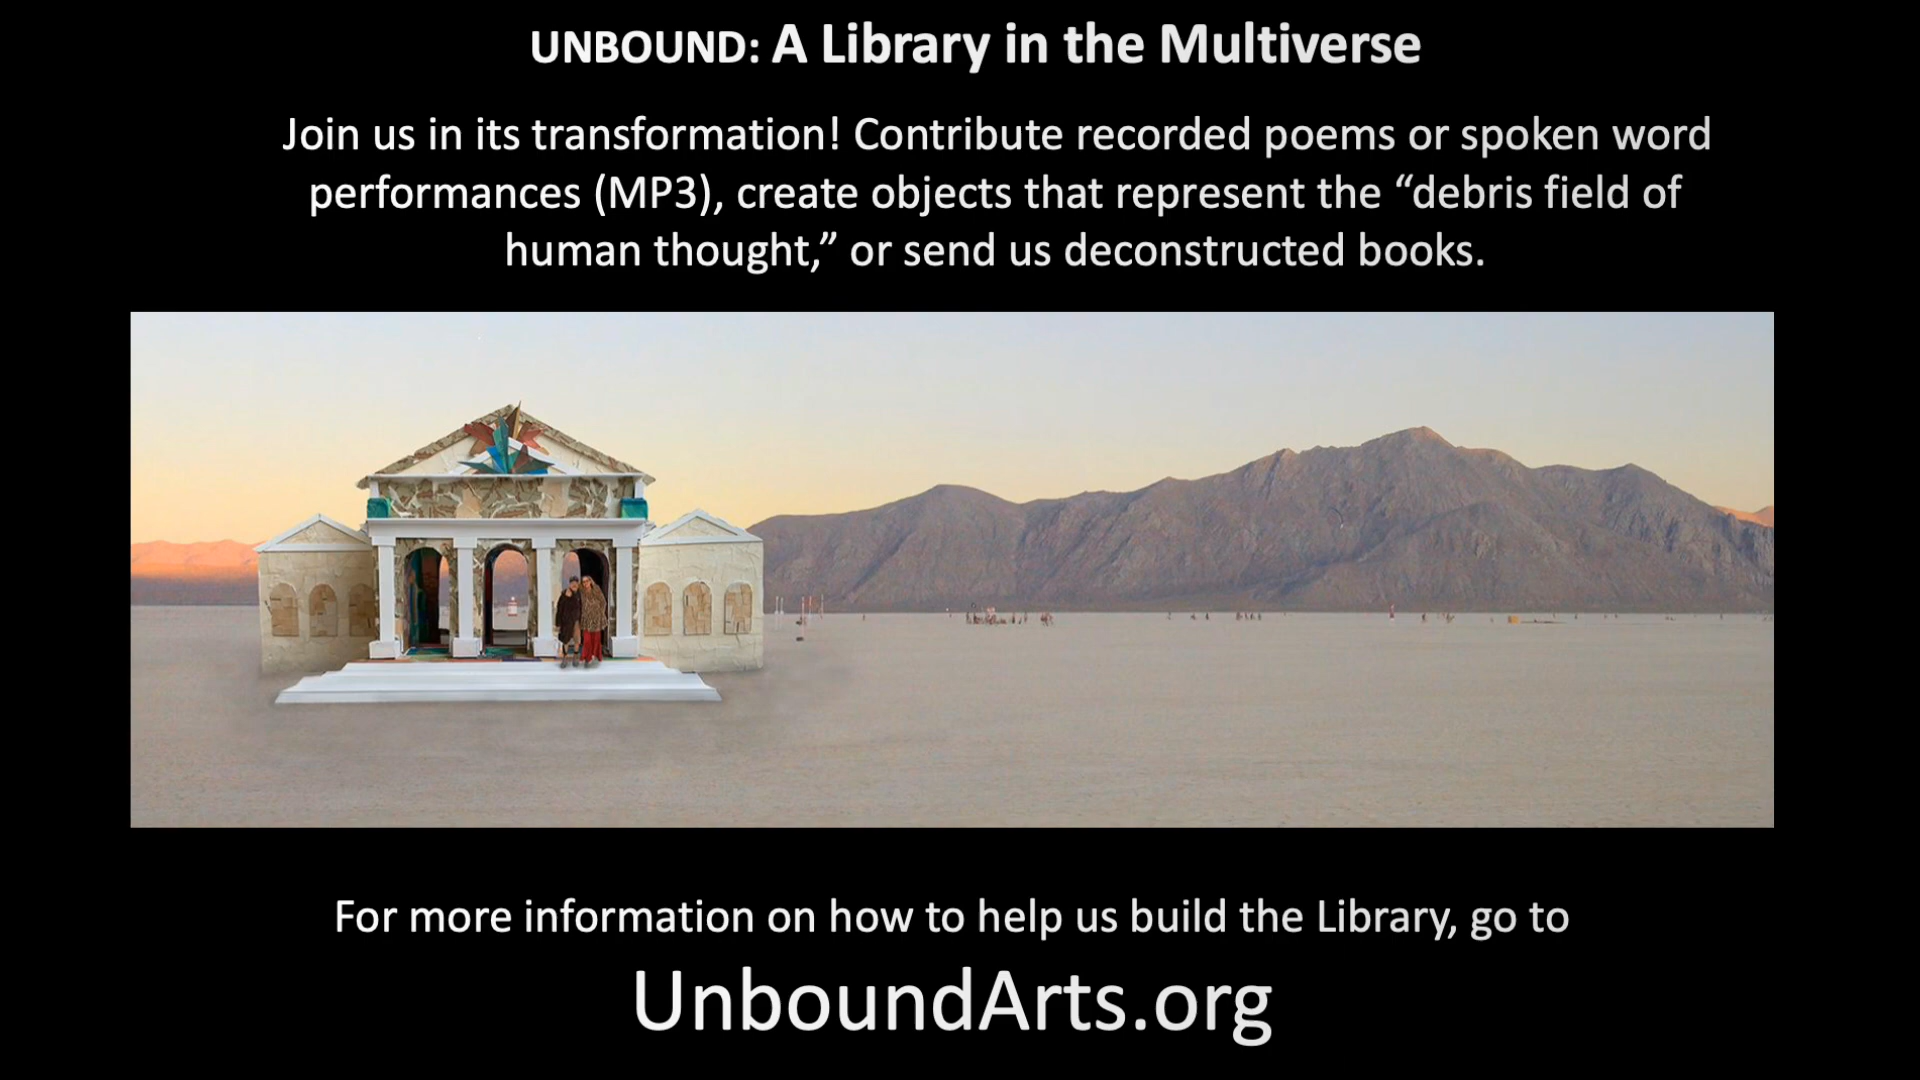 UNBOUND: A Library in the Multiverse
Join us in its transformation! Contribute recorded poems or spoken word
performances (MP3), create objects that represent the “debris field of
human thought,” or send us deconstructed books.
For more information on how to help us build the Library, go to
UnboundArts.org